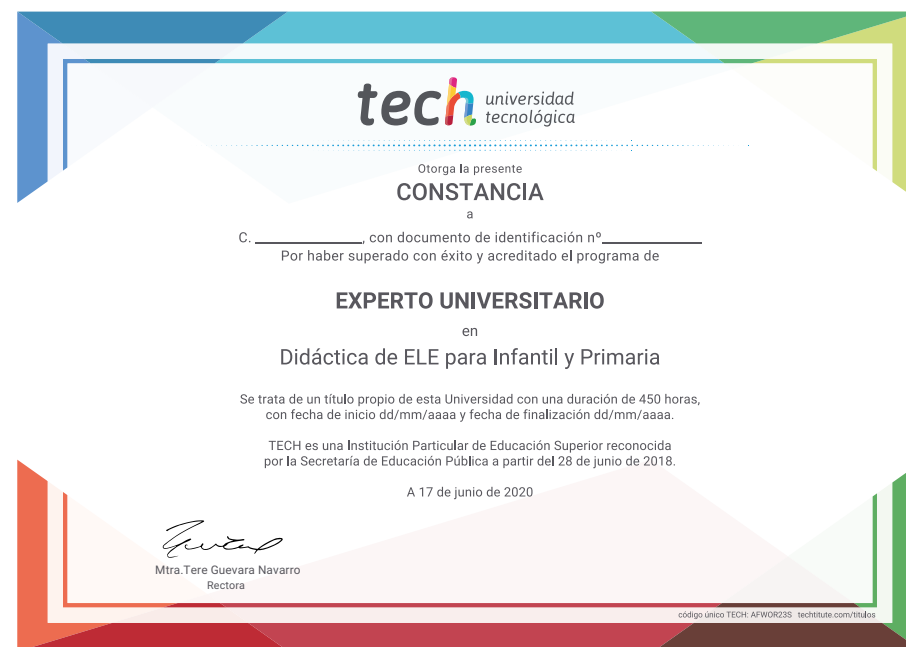 tech universidad
tecnológica
Otorga la presente
CONSTANCIA
a
C. ______________, con documento de identificación nº_____________
Por haber superado con éxito y acreditado el programa de
EXPERTO UNIVERSITARIO
en
Didáctica de ELE para Infantil y Primaria
Se trata de un título propio de esta Universidad con una duración de 450 horas,
con fecha de inicio dd/mm/aaaa y fecha de finalización dd/mm/aaaa.
TECH es una Institución Particular de Educación Superior reconocida
por la Secretaría de Educación Pública a partir del 28 de junio de 2018.
A 17 de junio de 2020
Mtra.Tere Guevara Navarro
Rectora
código único TECH: AFWOR23S techtitute.com/titulos